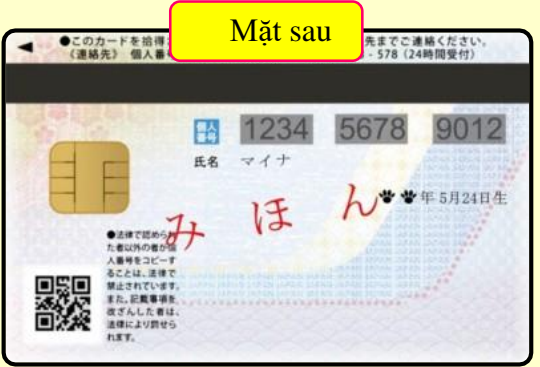 Mặt sau
●このカードを拾得
先までご連絡ください。
《連絡先》 個人番
-578(24時間受付)
個人番号 1234 5678 9012
氏名 マイナ
年 5月24日生
みほん
●法律で認められ
た者以外の者が個
人番号をコピーす
ることは、法律で
禁止されています。
また、記載事項を
改ざんした者は、
法律により罰せら
れます。